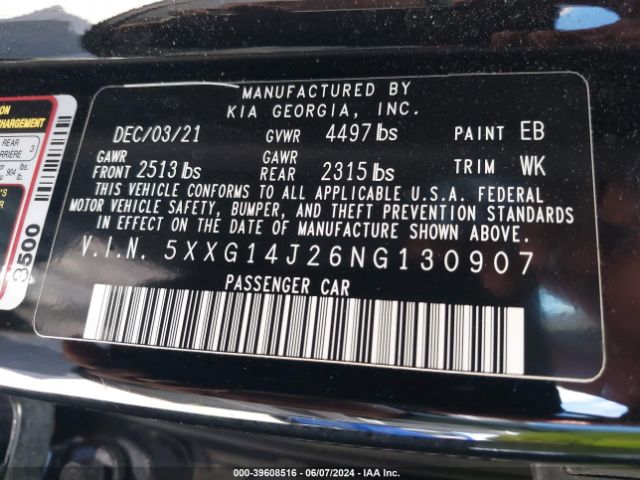 MANUFACTURED BY
KIA GEORGIA, INC.
DEC/03/21 GVWR 4497 lbs PAINT EB
GAWR FRONT 2513 lbs GAWR REAR 2315 lbs TRIM WK
THIS VEHICLE CONFORMS TO ALL APPLICABLE U.S.A. FEDERAL
MOTOR VEHICLE SAFETY, BUMPER, AND THEFT PREVENTION STANDARDS
IN EFFECT ON THE DATE OF MANUFACTURE SHOWN ABOVE.
V.I.N. 5XXG14J26NG130907
PASSENGER CAR
REAR 3
3500
000-39608516 | 06/07/2024 | IAA Inc.